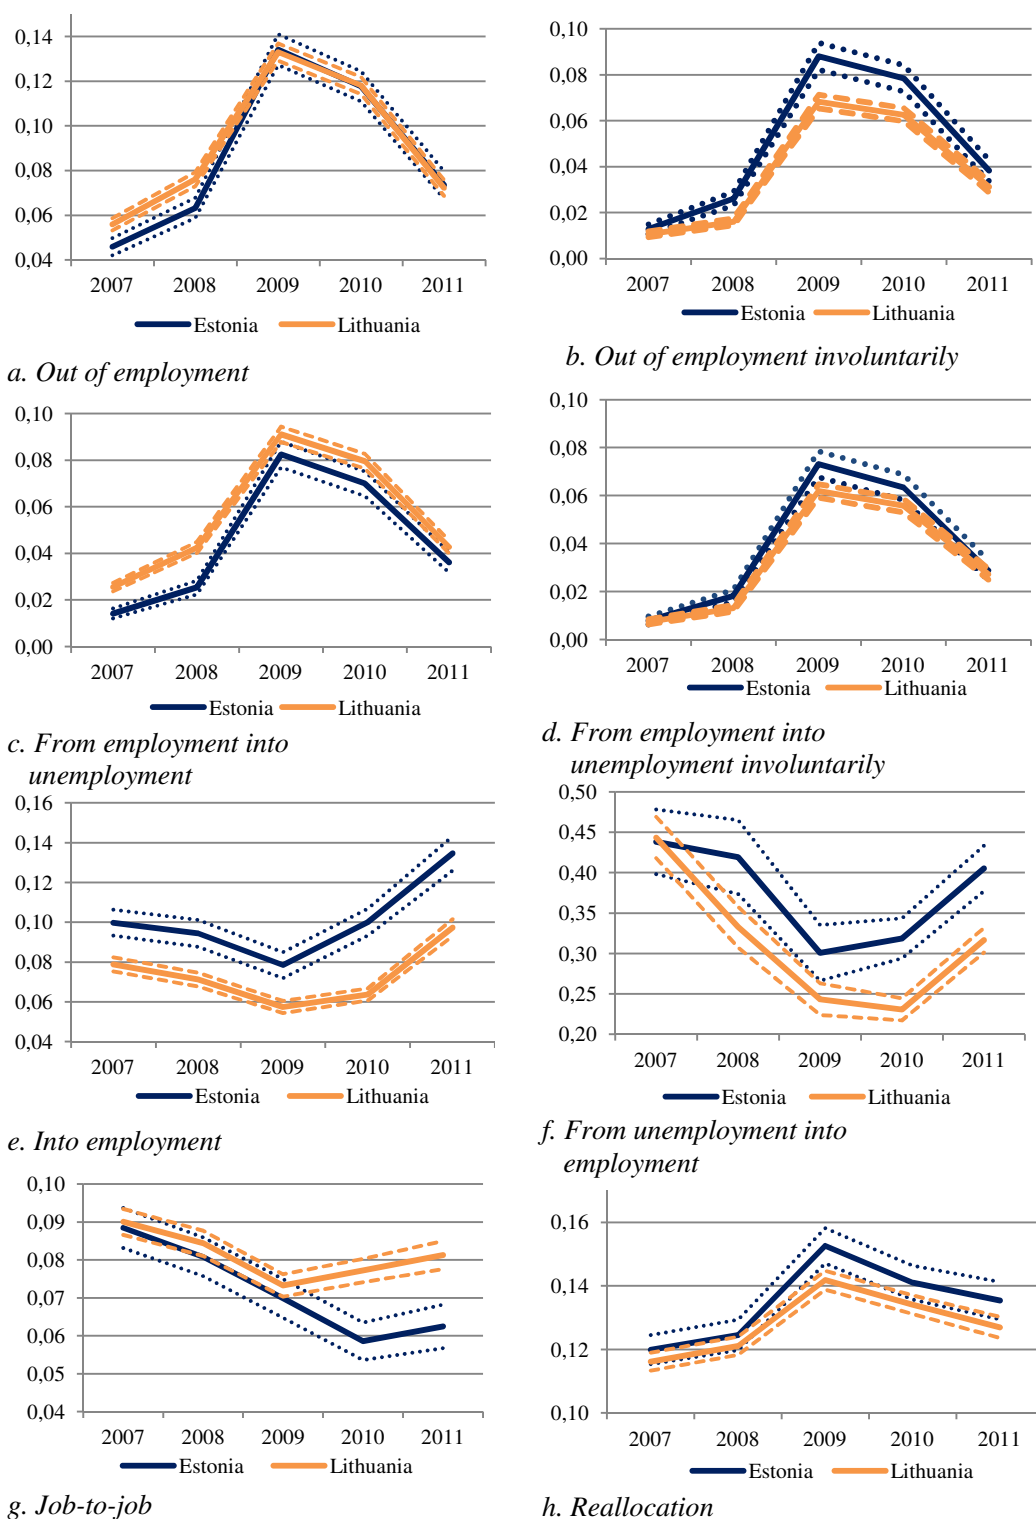 0,14
0,12
0,10
0,08
0,06
0,04
2007 2008 2009 2010 2011
Estonia Lithuania
a. Out of employment
0,10
0,08
0,06
0,04
0,02
0,00
2007 2008 2009 2010 2011
Estonia Lithuania
b. Out of employment involuntarily
0,10
0,08
0,06
0,04
0,02
0,00
2007 2008 2009 2010 2011
Estonia Lithuania
c. From employment into
unemployment
0,10
0,08
0,06
0,04
0,02
0,00
2007 2008 2009 2010 2011
Estonia Lithuania
d. From employment into
unemployment involuntarily
0,16
0,14
0,12
0,10
0,08
0,06
0,04
2007 2008 2009 2010 2011
Estonia Lithuania
e. Into employment
0,50
0,45
0,40
0,35
0,30
0,25
0,20
2007 2008 2009 2010 2011
Estonia Lithuania
f. From unemployment into
employment
0,10
0,09
0,08
0,07
0,06
0,05
0,04
2007 2008 2009 2010 2011
Estonia Lithuania
g. Job-to-job
0,16
0,14
0,12
0,10
2007 2008 2009 2010 2011
Estonia Lithuania
h. Reallocation